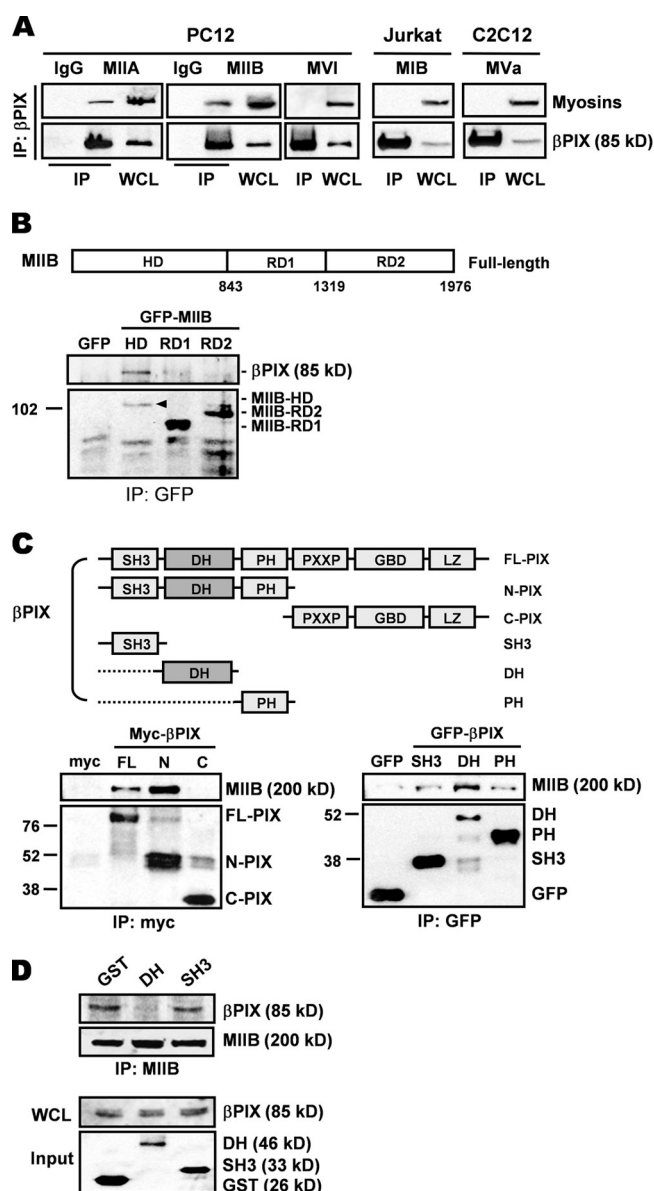 A
PC12 Jurkat C2C12
IgG MIIA IgG MIIB MVI MIB MVa
IP: βPIX
Myosins
βPIX (85 kD)
IP WCL IP WCL IP WCL IP WCL IP WCL
B
MIIB HD RD1 RD2 Full-length
843 1319 1976
GFP-MIIB
GFP HD RD1 RD2
- βPIX (85 kD)
102
- MIIB-HD
- MIIB-RD2
- MIIB-RD1
IP: GFP
C
βPIX
SH3 DH PH PXXP GBD LZ FL-PIX
SH3 DH PH N-PIX
PXXP GBD LZ C-PIX
SH3 SH3
DH DH
PH PH
Myc-βPIX
myc FL N C
MIIB (200 kD)
FL-PIX
76
52 N-PIX
38
C-PIX
IP: myc
GFP-βPIX
GFP SH3 DH PH
MIIB (200 kD)
52 DH
PH
38 SH3
GFP
IP: GFP
D
GST DH SH3
βPIX (85 kD)
MIIB (200 kD)
IP: MIIB
WCL βPIX (85 kD)
Input
DH (46 kD)
SH3 (33 kD)
GST (26 kD)